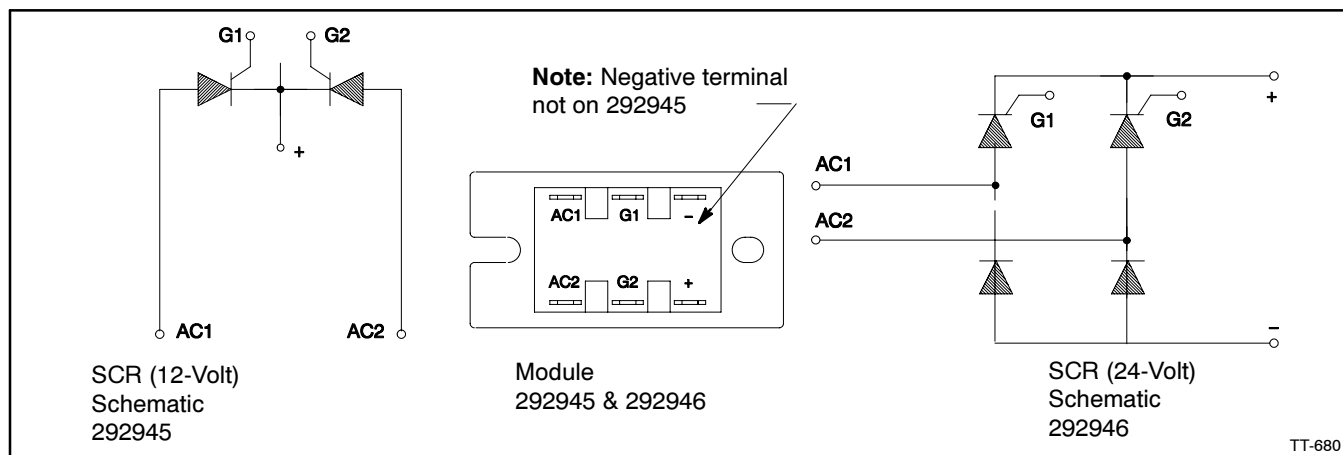 G1
G2
+
AC1
AC2
SCR (12-Volt)
Schematic
292945
Note: Negative terminal
not on 292945
AC1
G1
–
AC2
G2
+
Module
292945 & 292946
+
G1
G2
AC1
AC2
–
SCR (24-Volt)
Schematic
292946
TT-680